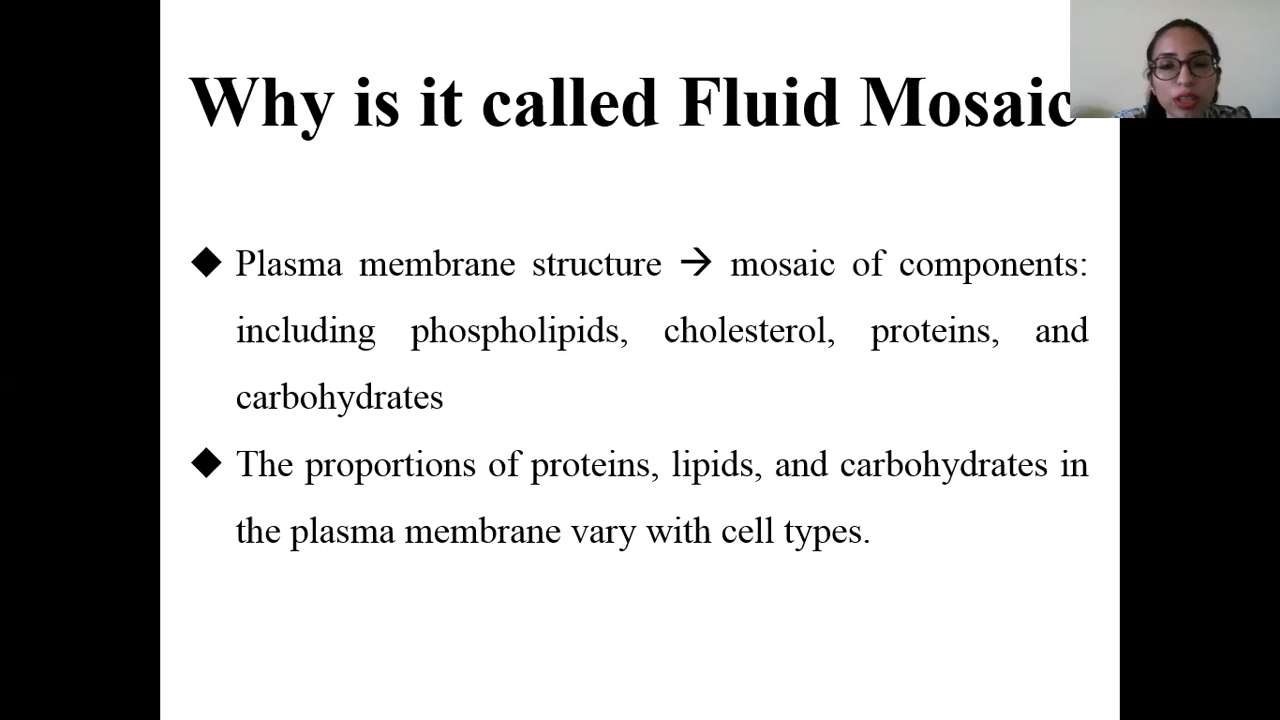 Why is it called Fluid Mosaic
◆ Plasma membrane structure → mosaic of components:
including phospholipids, cholesterol, proteins, and
carbohydrates
◆ The proportions of proteins, lipids, and carbohydrates in
the plasma membrane vary with cell types.